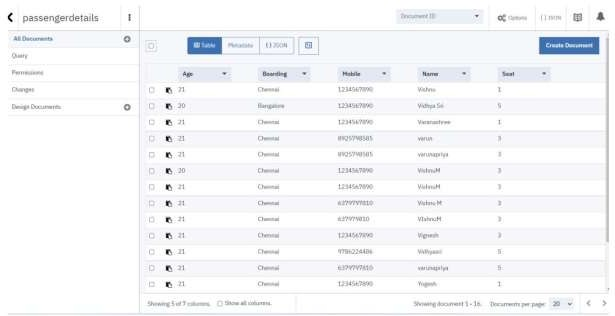 passengerdetails
Document ID
Options
{ } JSON
All Documents
Query
Permissions
Changes
Design Documents
Table Metadata { } JSON
Create Document
Age Boarding Mobile Name Seat
21 Chennai 1234567890 Vishnu 1
20 Bangalore 1234567890 Vidhya Sri 5
21 Chennai 1234567890 Varanashree 1
21 Chennai 8925798585 varun 3
21 Chennai 8925798585 varunapriya 3
20 Chennai 1234567890 VishnuM 3
21 Chennai 1234567890 VishnuM 3
21 Chennai 6379797810 Vishnu M 3
21 Chennai 637979810 VIshnuM 3
21 Chennai 1234567890 Vignesh 3
21 Chennai 9786224486 Vidhyasri 5
21 Chennai 6379797810 varunapriya 5
21 Chennai 1234567890 Yogesh 1
Showing 5 of 7 columns. Show all columns. Showing document 1 - 16. Documents per page: 20